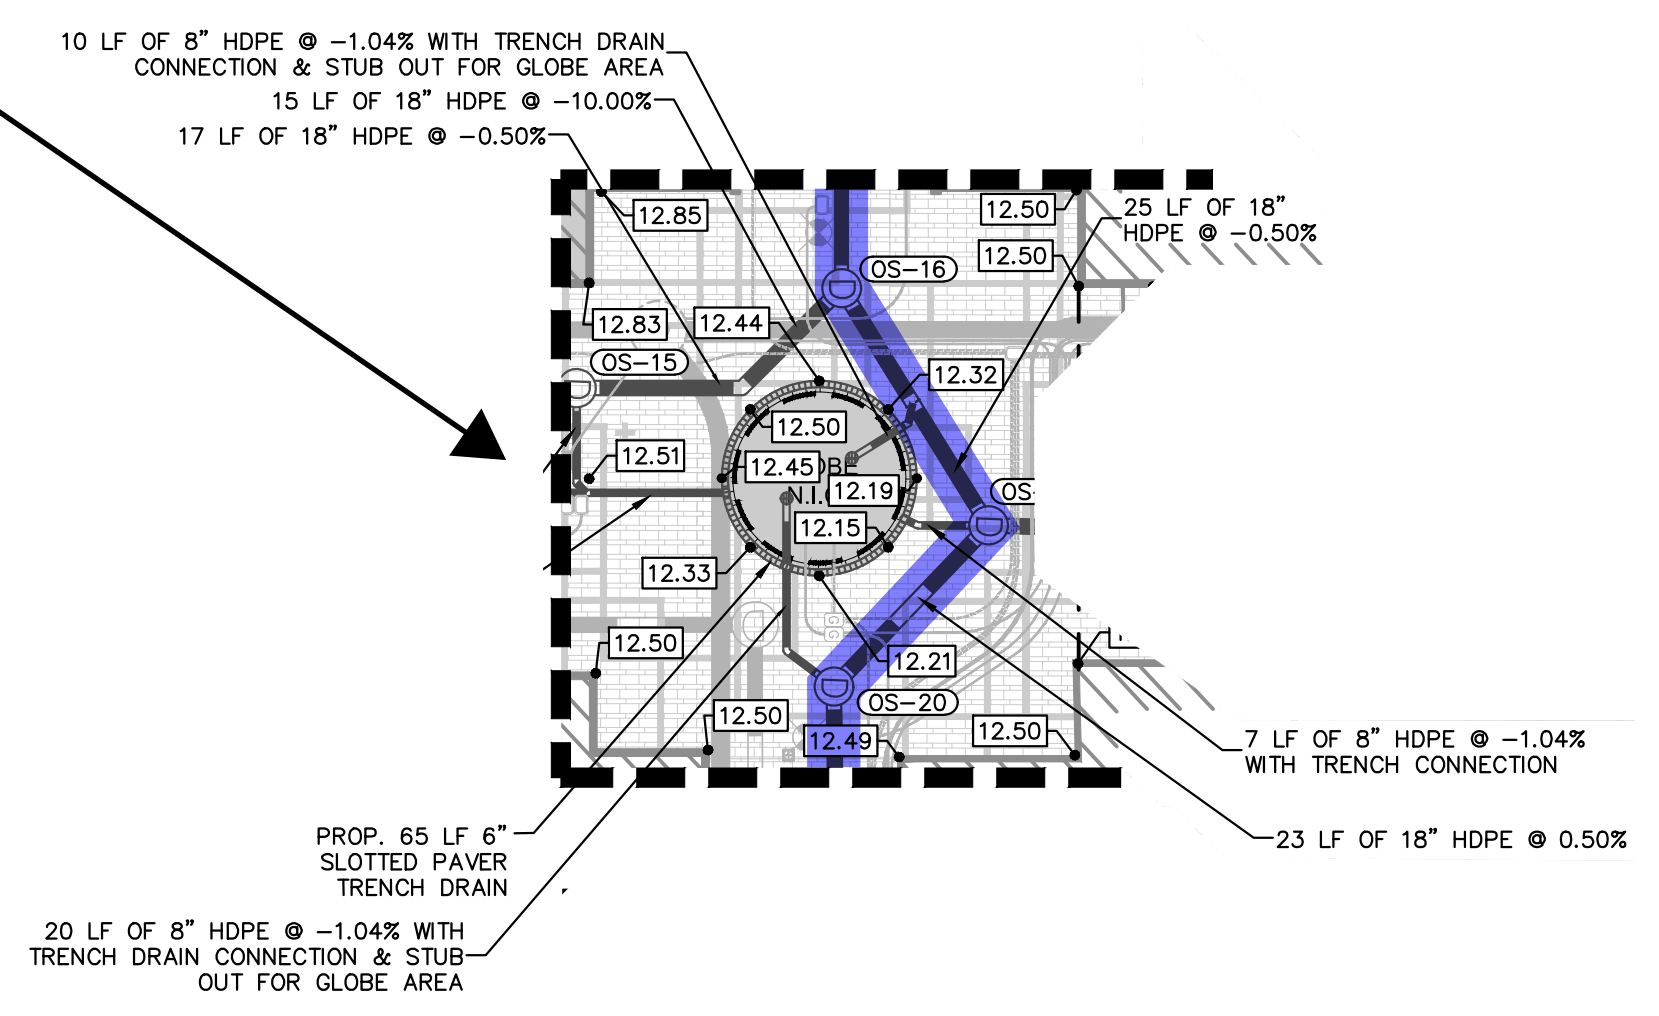 10 LF OF 8" HDPE @ −1.04% WITH TRENCH DRAIN
CONNECTION & STUB OUT FOR GLOBE AREA
15 LF OF 18" HDPE @ −10.00%
17 LF OF 18" HDPE @ −0.50%
12.85
12.50
25 LF OF 18"
HDPE @ −0.50%
12.50
OS−16
12.83
12.44
OS−15
12.32
12.50
12.51
12.45
OBE
12.19
N.I.
OS-
12.15
12.33
GG
12.50
12.21
OS−20
12.50
12.49
12.50
7 LF OF 8" HDPE @ −1.04%
WITH TRENCH CONNECTION
PROP. 65 LF 6"
SLOTTED PAVER
TRENCH DRAIN
23 LF OF 18" HDPE @ 0.50%
20 LF OF 8" HDPE @ −1.04% WITH
TRENCH DRAIN CONNECTION & STUB
OUT FOR GLOBE AREA